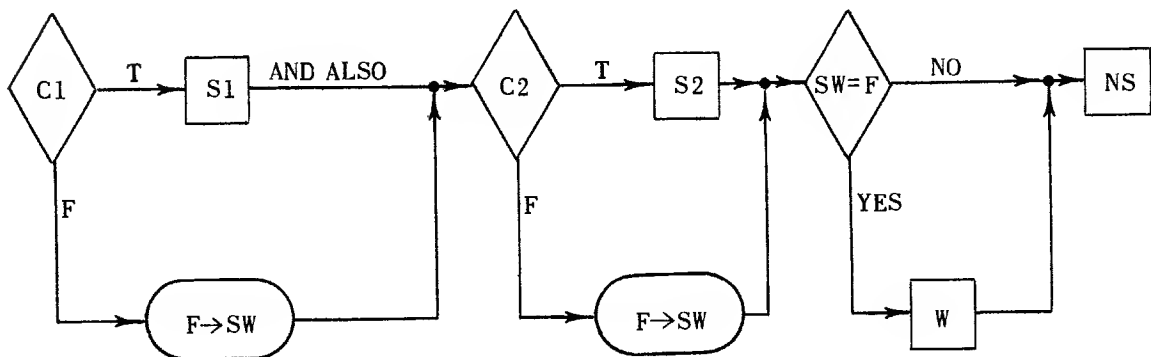 C1
T
S1
AND ALSO
C2
T
S2
SW=F
NO
NS
F
F
YES
F→SW
F→SW
W